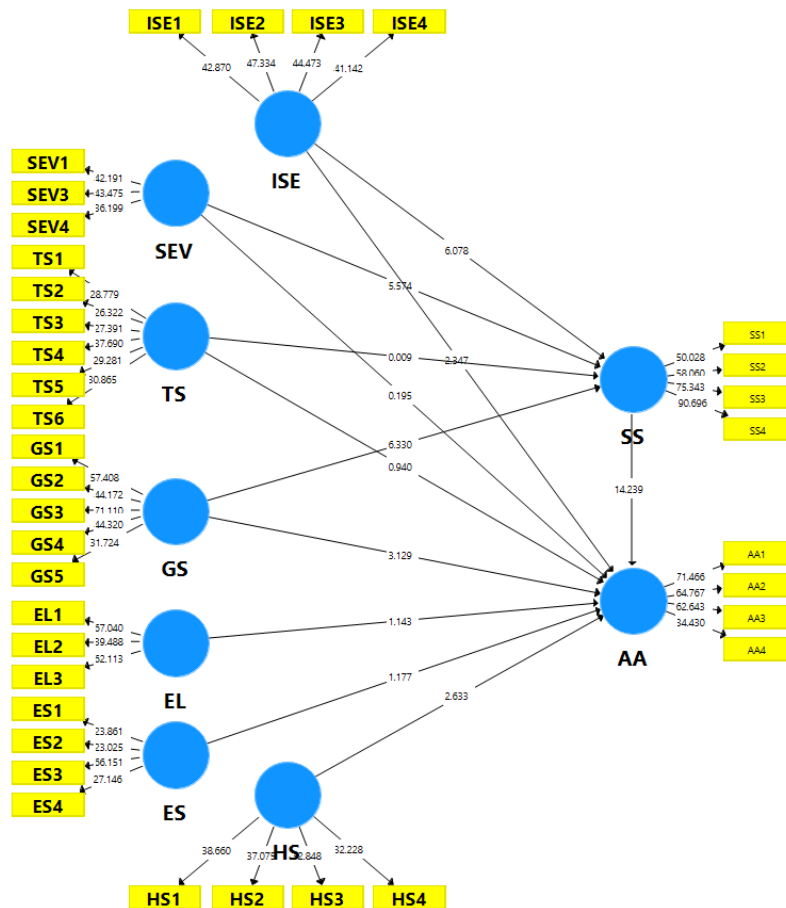 ISE1 ISE2 ISE3 ISE4
42.870 47.334 44.473 41.142
ISE
SEV1
SEV3
SEV4
42.191
43.475
36.199
SEV
TS1
TS2
TS3
TS4
TS5
TS6
28.779
26.322
27.391
37.690
29.281
30.865
TS
GS1
GS2
GS3
GS4
GS5
57.408
44.172
71.110
44.320
31.724
GS
EL1
EL2
EL3
57.040
39.488
52.113
EL
ES1
ES2
ES3
ES4
23.861
23.025
56.151
27.146
ES
HS
38.660 37.075 32.228
HS1 HS2 HS3 HS4
6.078
5.574
2.347
0.009
0.195
6.330
0.940
3.129
1.143
1.177
2.633
14.239
SS
50.028
58.060
75.343
90.696
SS1
SS2
SS3
SS4
AA
71.466
64.767
62.643
34.430
AA1
AA2
AA3
AA4